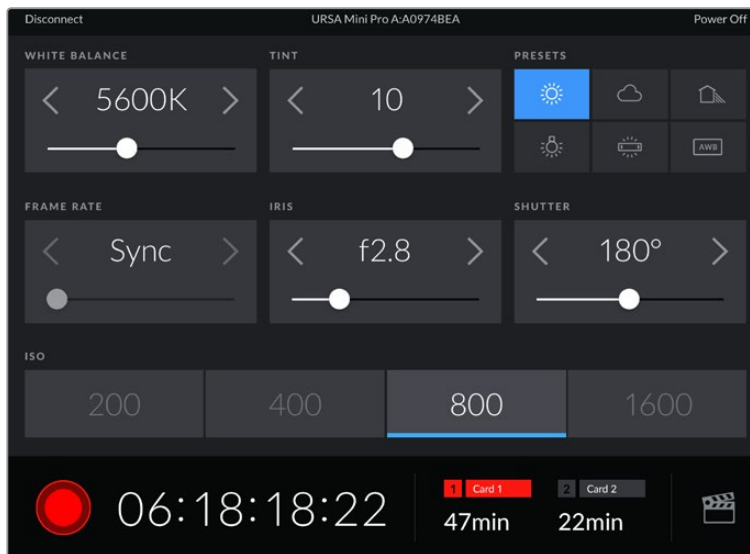 Disconnect URSA Mini Pro A:A0974BEA Power Off
WHITE BALANCE TINT PRESETS
5600K 10
AWB
FRAME RATE IRIS SHUTTER
Sync f2.8 180°
ISO
200 400 800 1600
1 Card 1 2 Card 2
06:18:18:22 47min 22min